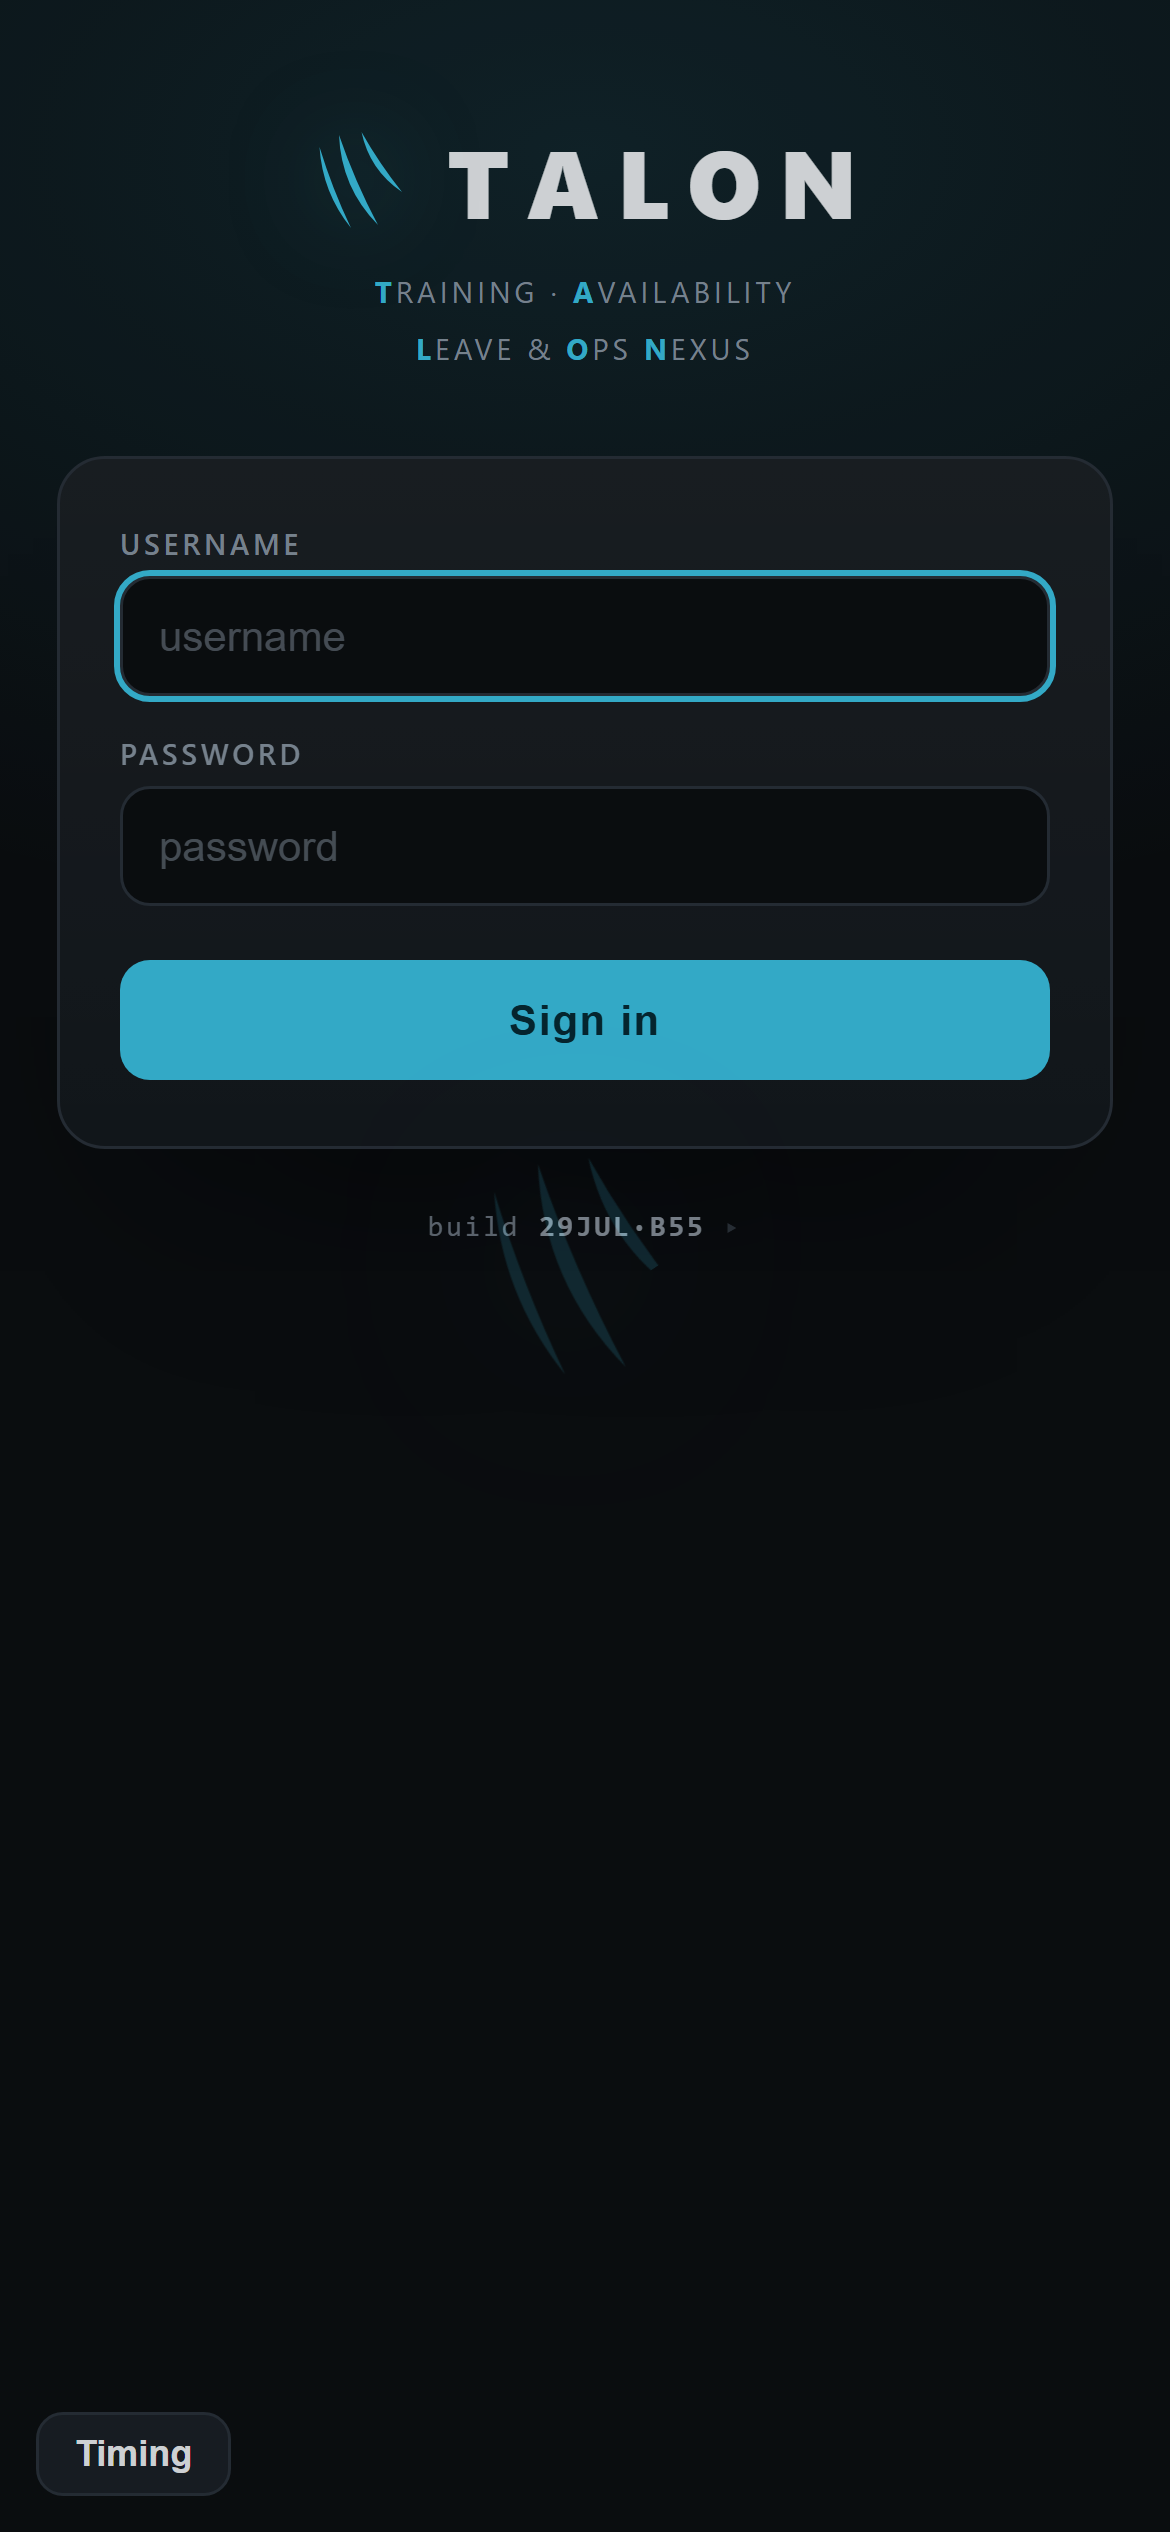 TALON
TRAINING · AVAILABILITY
LEAVE & OPS NEXUS
USERNAME
username
PASSWORD
password
Sign in
build 29JUL·B55 ▸
Timing